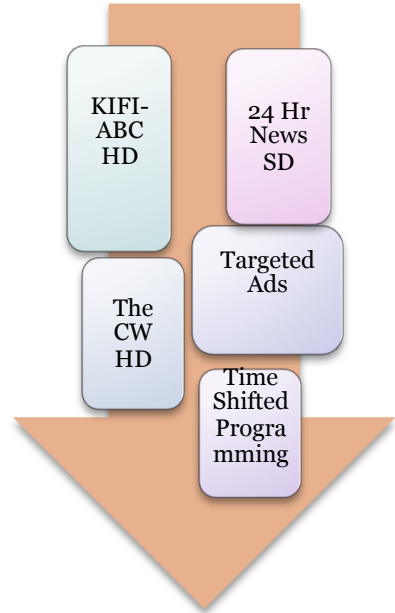 KIFI-
ABC
HD
24 Hr
News
SD
Targeted
Ads
The
CW
HD
Time
Shifted
Progra
mming